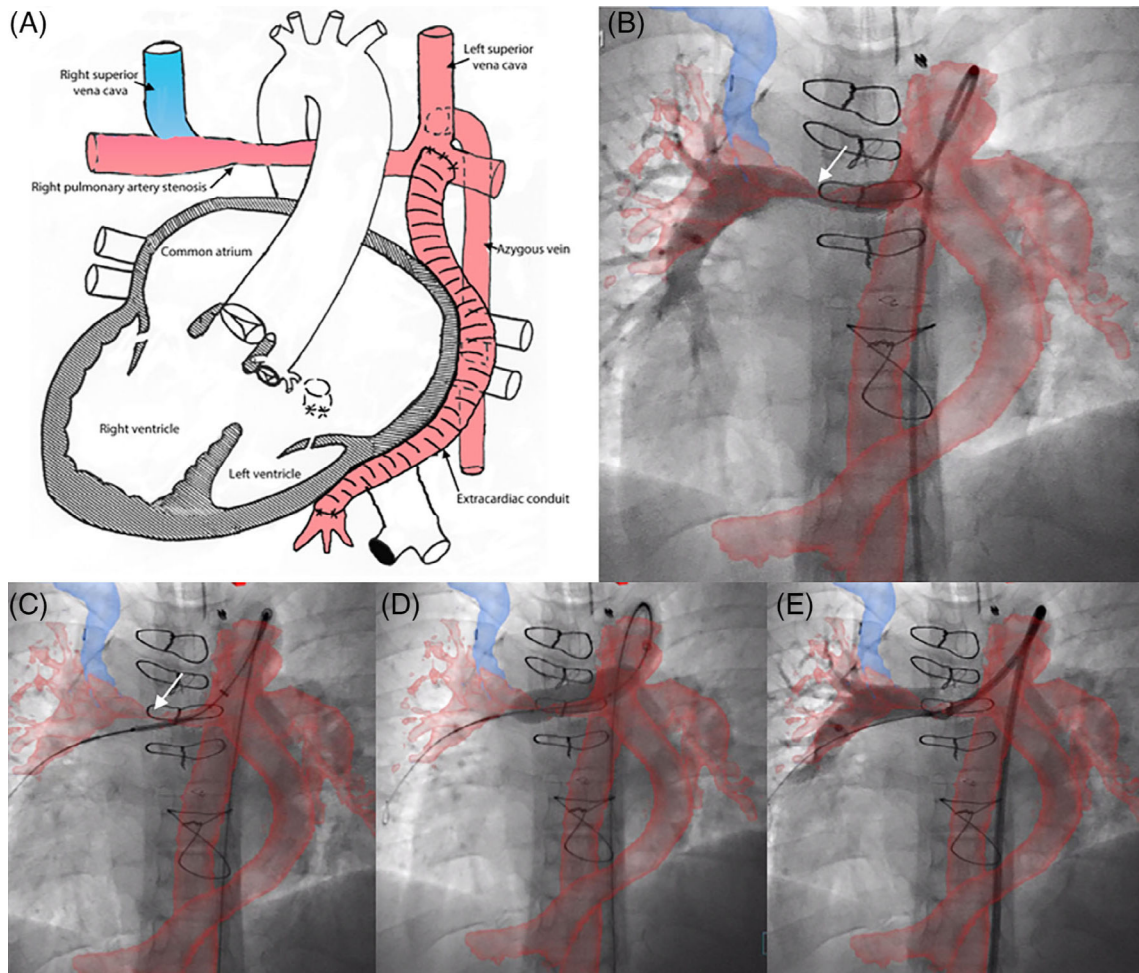 (A)
Right superior
vena cava
Left superior
vena cava
Right pulmonary artery stenosis
Common atrium
Azygous vein
Right ventricle
Left ventricle
Extracardiac conduit
(B)
(C)
(D)
(E)